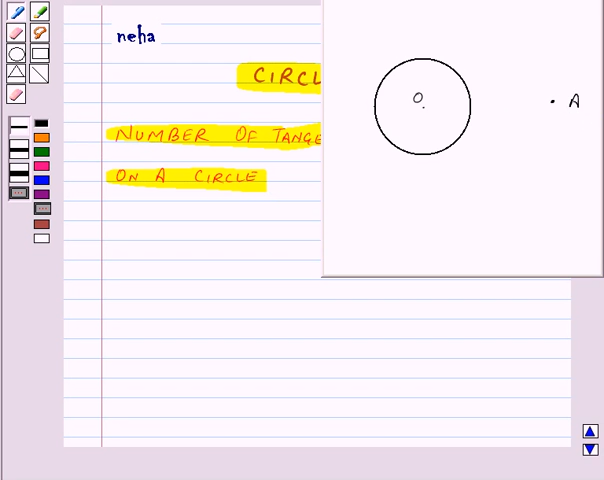 neha
CIRCL
NUMBER OF TANGE
ON A CIRCLE
O
A